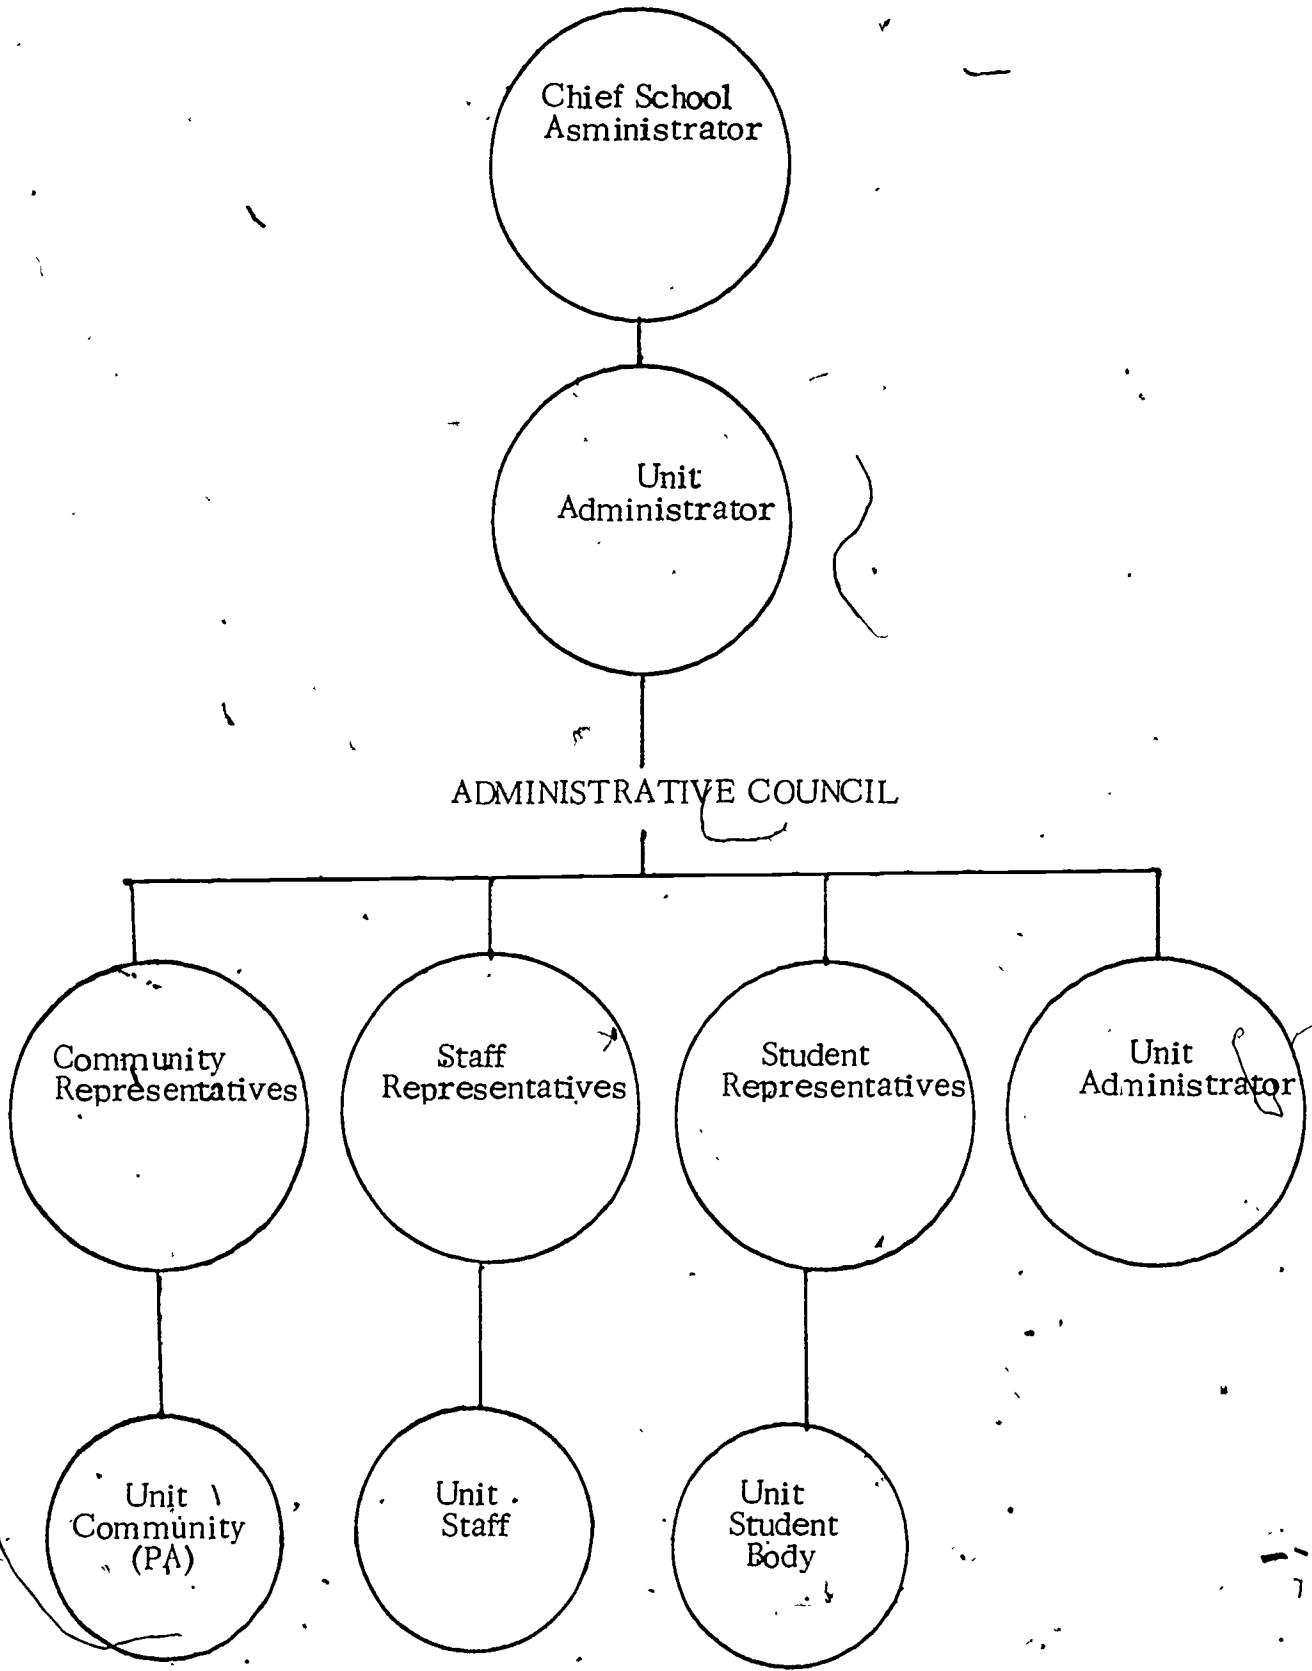 Chief School
Asministrator
Unit
Administrator
ADMINISTRATIVE COUNCIL
Community
Representatives
Staff
Representatives
Student
Representatives
Unit
Administrator
Unit
Community
(PA)
Unit
Staff
Unit
Student
Body